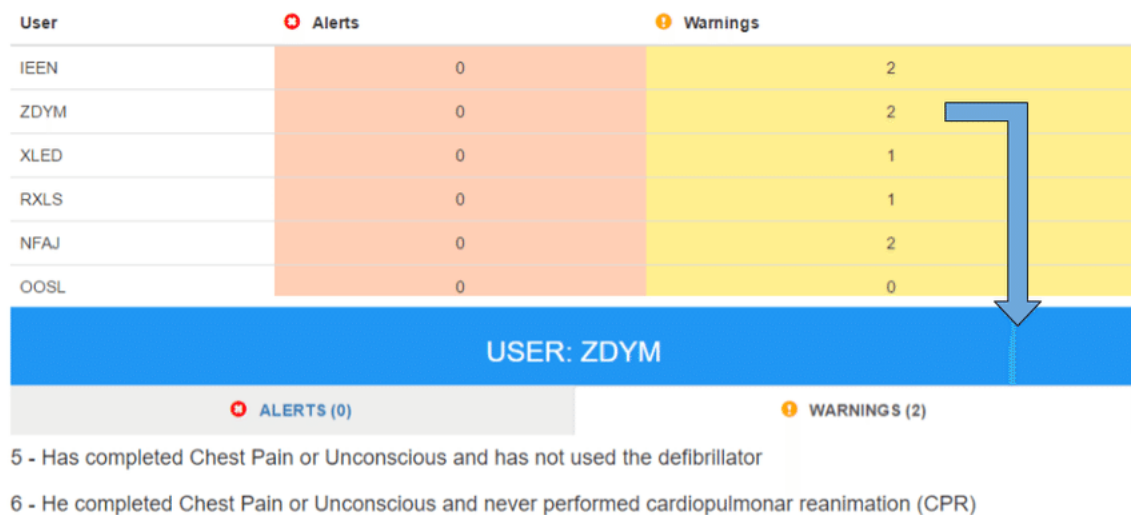 User Alerts Warnings
IEEN 0 2
ZDYM 0 2
XLED 0 1
RXLS 0 1
NFAJ 0 2
OOSL 0 0
USER: ZDYM
ALERTS (0) WARNINGS (2)
5 - Has completed Chest Pain or Unconscious and has not used the defibrillator
6 - He completed Chest Pain or Unconscious and never performed cardiopulmonar reanimation (CPR)